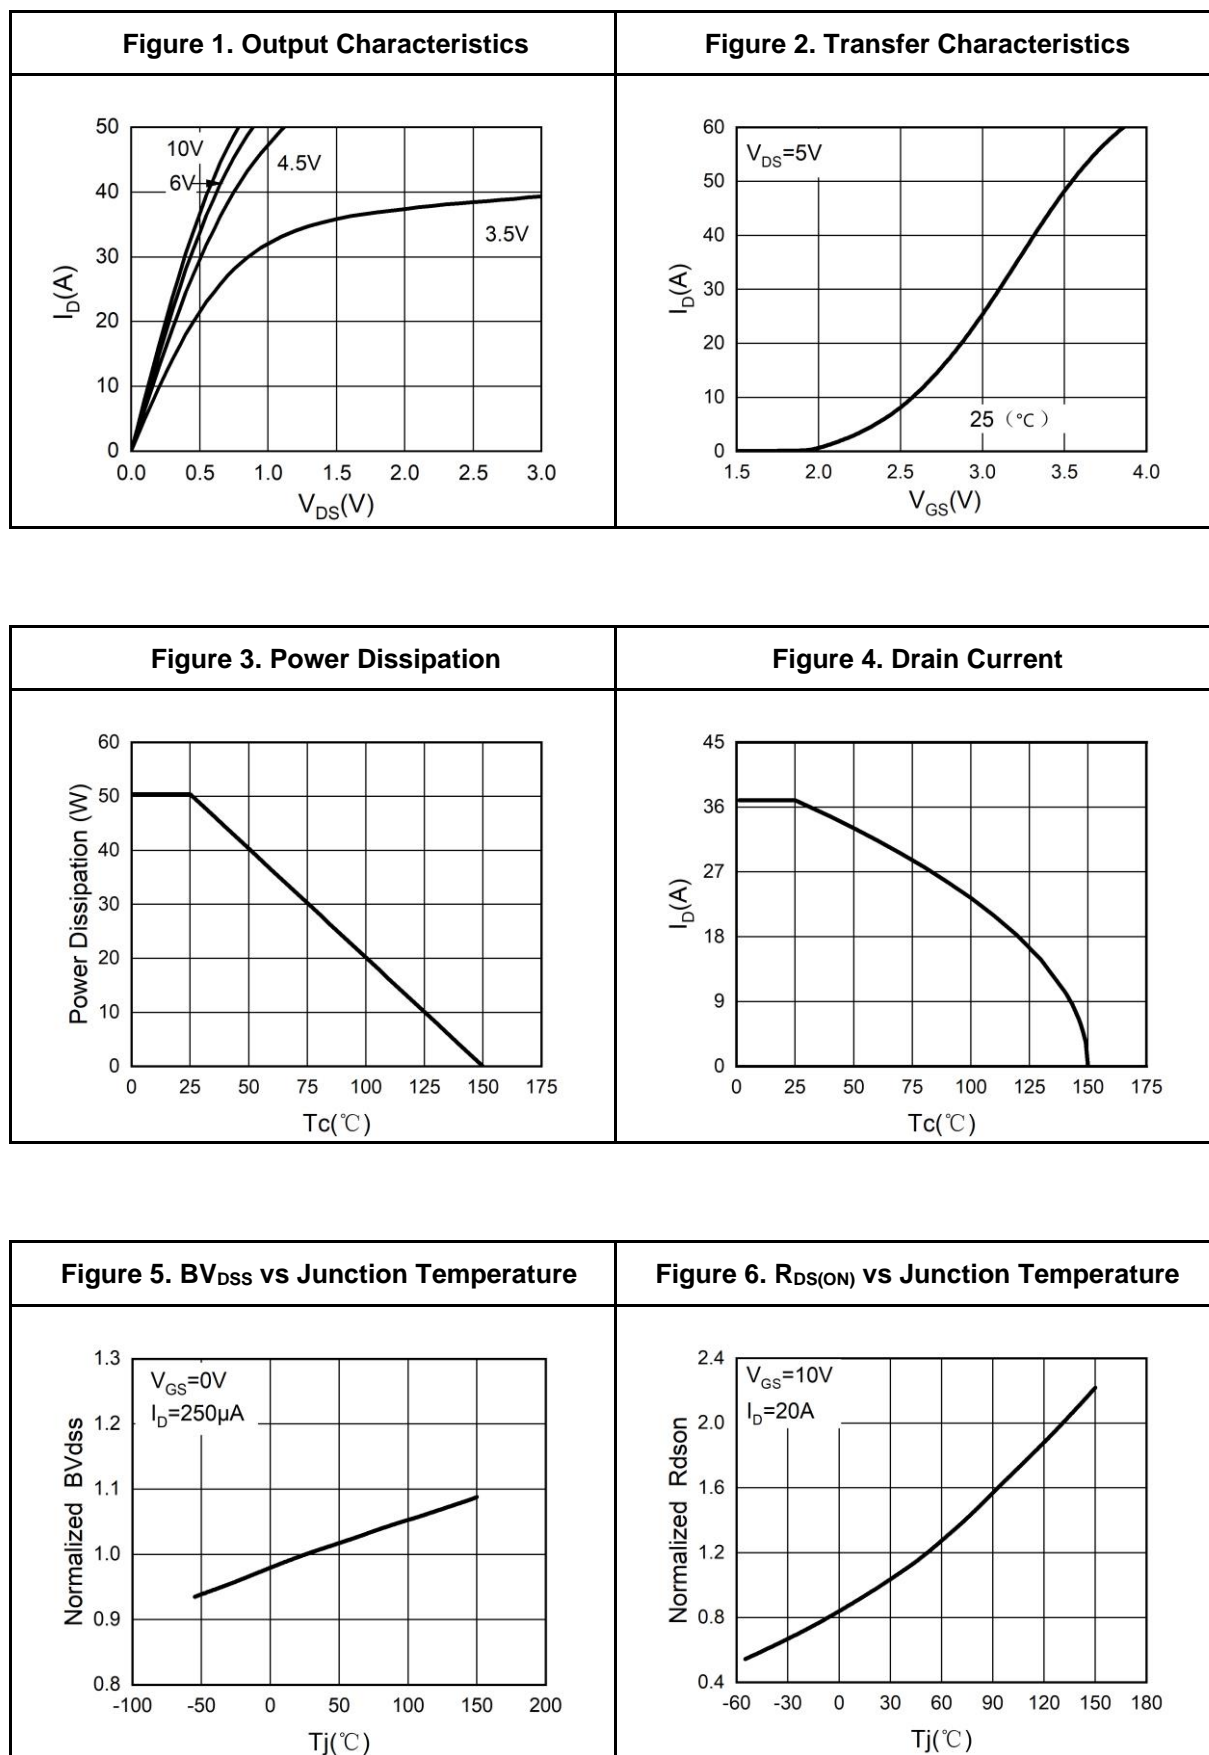 Figure 1. Output Characteristics
Figure 2. Transfer Characteristics
50
40
30
20
10
0
I_D(A)
10V
6V
4.5V
3.5V
0.0 0.5 1.0 1.5 2.0 2.5 3.0
V_DS(V)
60
50
40
30
20
10
0
I_D(A)
V_DS=5V
25（℃）
1.5 2.0 2.5 3.0 3.5 4.0
V_GS(V)
Figure 3. Power Dissipation
Figure 4. Drain Current
60
50
40
30
20
10
0
Power Dissipation (W)
0 25 50 75 100 125 150 175
Tc(℃)
45
36
27
18
9
0
I_D(A)
0 25 50 75 100 125 150 175
Tc(℃)
Figure 5. BV_DSS vs Junction Temperature
Figure 6. R_DS(ON) vs Junction Temperature
1.3
1.2
1.1
1.0
0.9
0.8
Normalized BVdss
V_GS=0V
I_D=250μA
-100 -50 0 50 100 150 200
Tj(℃)
2.4
2.0
1.6
1.2
0.8
0.4
Normalized Rdson
V_GS=10V
I_D=20A
-60 -30 0 30 60 90 120 150 180
Tj(℃)